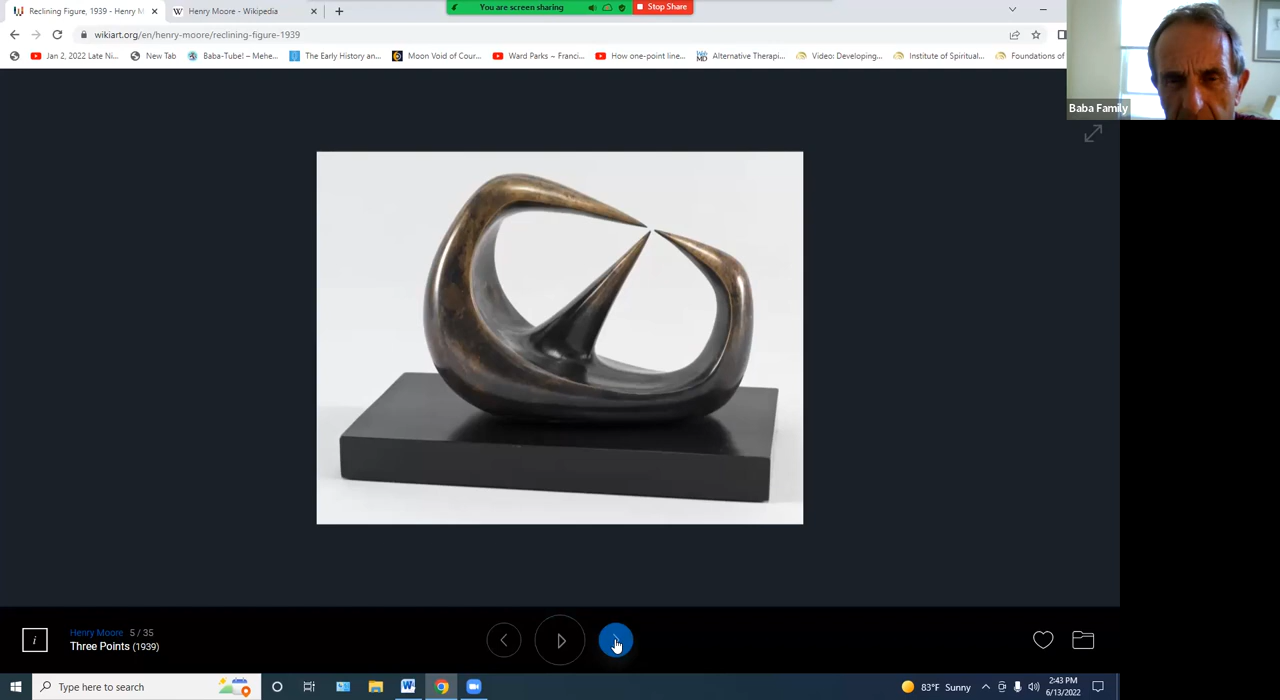 Reclining Figure, 1939 - Henry M
Henry Moore - Wikipedia
You are screen sharing
Stop Share
wikiart.org/en/henry-moore/reclining-figure-1939
Jan 2, 2022 Late Ni...
New Tab
Baba-Tube! – Mehe...
The Early History an...
Moon Void of Cour...
Ward Parks – Franci...
How one-point line...
Alternative Therapi...
Video: Developing...
Institute of Spiritual...
Foundations of
Baba Family
i
Henry Moore 5 / 35
Three Points (1939)
Type here to search
83°F Sunny
2:43 PM
6/13/2022